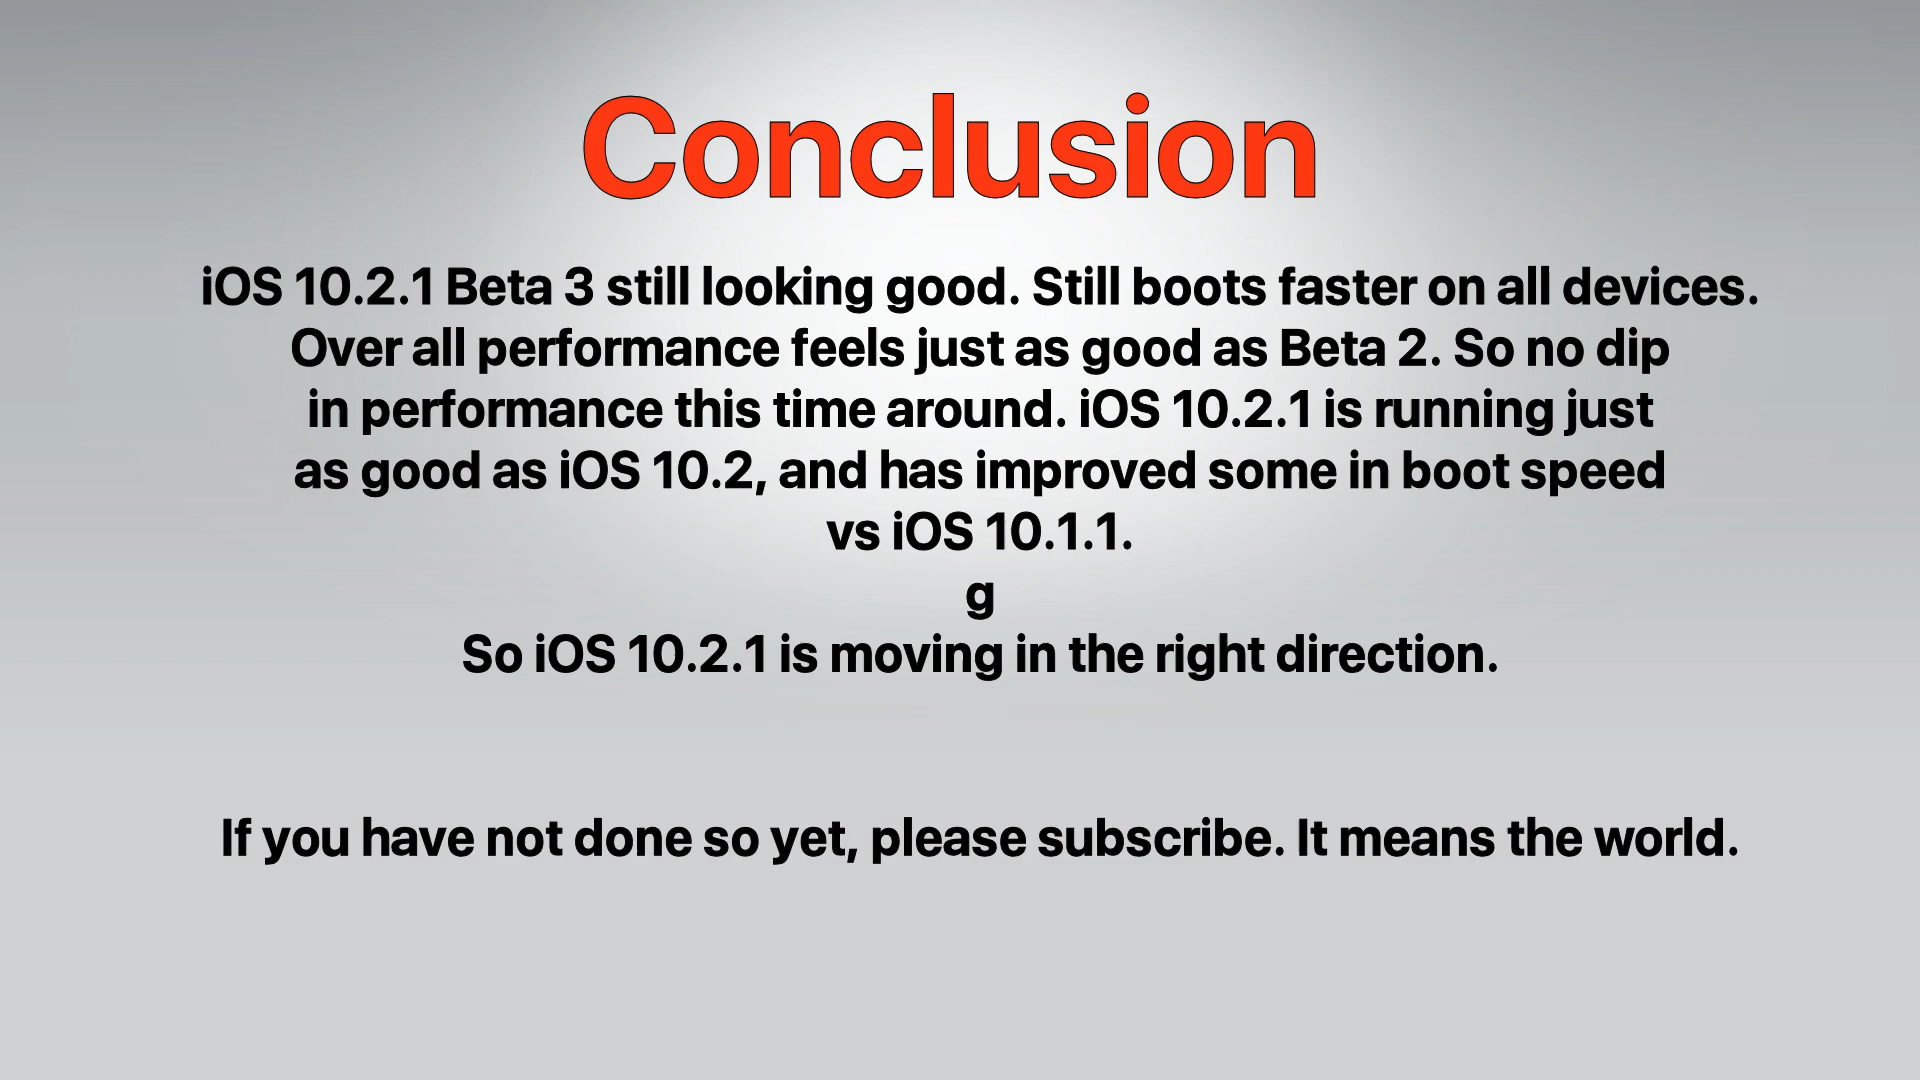 Conclusion
iOS 10.2.1 Beta 3 still looking good. Still boots faster on all devices.
Over all performance feels just as good as Beta 2. So no dip
in performance this time around. iOS 10.2.1 is running just
as good as iOS 10.2, and has improved some in boot speed
vs iOS 10.1.1.
g
So iOS 10.2.1 is moving in the right direction.
If you have not done so yet, please subscribe. It means the world.